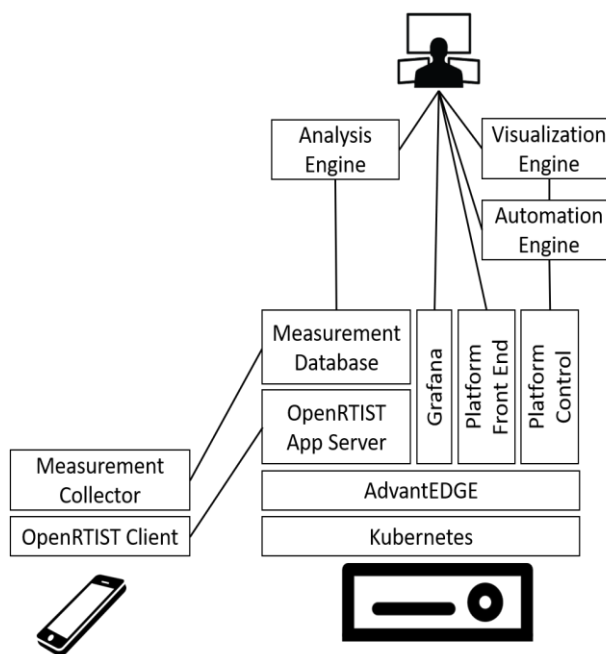 Analysis
Engine
Visualization
Engine
Automation
Engine
Measurement
Database
Grafana
Platform
Front End
Platform
Control
OpenRTIST
App Server
Measurement
Collector
AdvantEDGE
OpenRTIST Client
Kubernetes